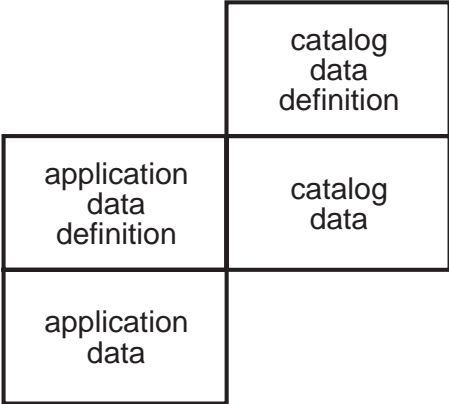 catalog
data
definition
application
data
definition
catalog
data
application
data